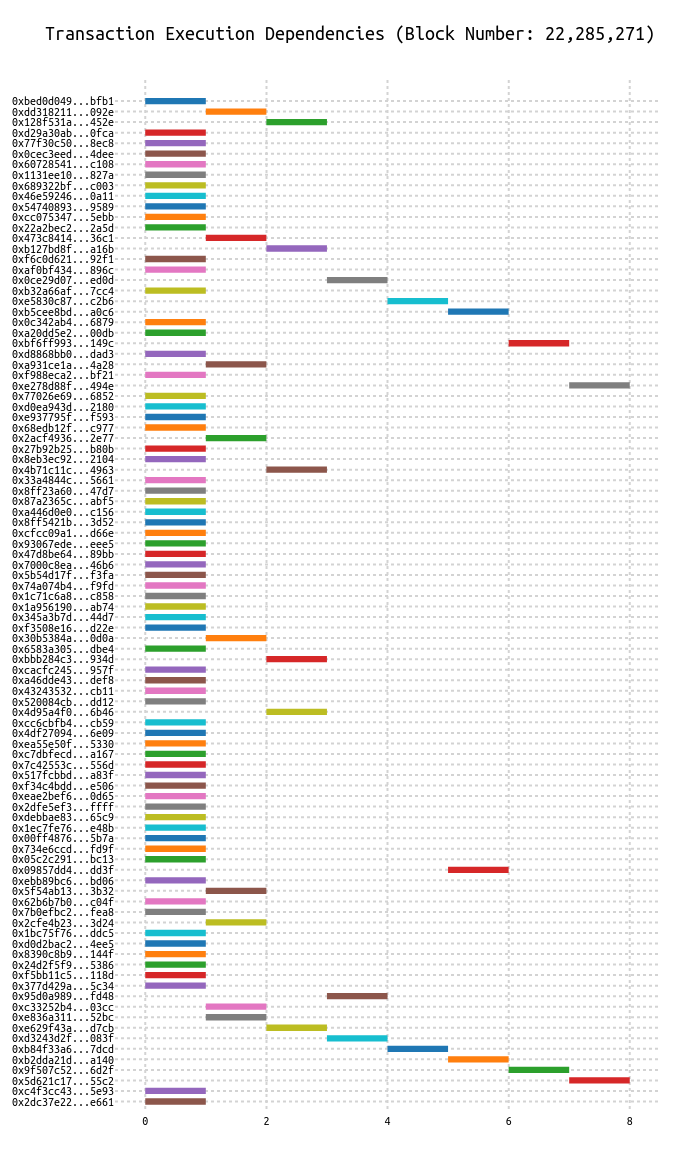 Transaction Execution Dependencies (Block Number: 22,285,271)
0xbed0d049...bfb1
0xdd318211...092e
0x128f531a...452e
0xd29a30ab...0fca
0x77f30c50...8ec8
0x0cec3eed...4dee
0x60728541...c108
0x1131ee10...827a
0x689322bf...c003
0x46e59246...0a11
0x54740893...9589
0xcc075347...5ebb
0x22a2bec2...2a5d
0x473c8414...36c1
0xb127bd8f...a16b
0xf6c0d621...92f1
0xaf0bf434...896c
0x0ce29d07...ed0d
0xb32a66af...7cc4
0xe5830c87...c2b6
0xb5cee8bd...a0c6
0x0c342ab4...6879
0xa20dd5e2...00db
0xbf6ff993...149c
0xd8868bb0...dad3
0xa931ce1a...4a28
0xf988eca2...bf21
0xe278d88f...494e
0x77026e69...6852
0xd0ea943d...2180
0xe937795f...f593
0x68edb12f...c977
0x2acf4936...2e77
0x27b92b25...b80b
0x8eb3ec92...2104
0x4b71c11c...4963
0x33a4844c...5661
0x8ff23a60...47d7
0x87a2365c...abf5
0xa446d0e0...c156
0x8ff5421b...3d52
0xcfcc09a1...d66e
0x93067ede...eee5
0x47d8be64...89bb
0x7000c8ea...46b6
0x5b54d17f...f3fa
0x74a074b4...f9fd
0x1c71c6a8...c858
0x1a956190...ab74
0x345a3b7d...44d7
0xf3508e16...d22e
0x30b5384a...0d0a
0x6583a305...dbe4
0xbbb284c3...934d
0xcacfc245...957f
0xa46dde43...def8
0x43243532...cb11
0x520084cb...dd12
0x4d95a4f0...6b46
0xcc6cbfb4...cb59
0x4df27094...6e09
0xea55e50f...5330
0xc7dbfecd...a167
0x7c42553c...556d
0x517fcbbd...a83f
0xf34c4bdd...e506
0xeae2bef6...0d65
0x2dfe5ef3...ffff
0xdebbae83...65c9
0x1ec7fe76...e48b
0x00ff4876...5b7a
0x734e6ccd...fd9f
0x05c2c291...bc13
0x09857dd4...dd3f
0xebb89bc6...bd06
0x5f54ab13...3b32
0x62b6b7b0...c04f
0x7b0efbc2...fea8
0x2cfe4b23...3d24
0x1bc75f76...ddc5
0xd0d2bac2...4ee5
0x8390c8b9...144f
0x24d2f5f9...5386
0xf5bb11c5...118d
0x377d429a...5c34
0x95d0a989...fd48
0xc33252b4...03cc
0xe836a311...52bc
0xe629f43a...d7cb
0xd3243d2f...083f
0xb84f33a6...7dcd
0xb2dda21d...a140
0x9f507c52...6d2f
0x5d621c17...55c2
0xc4f3cc43...5e93
0x2dc37e22...e661
0 2 4 6 8